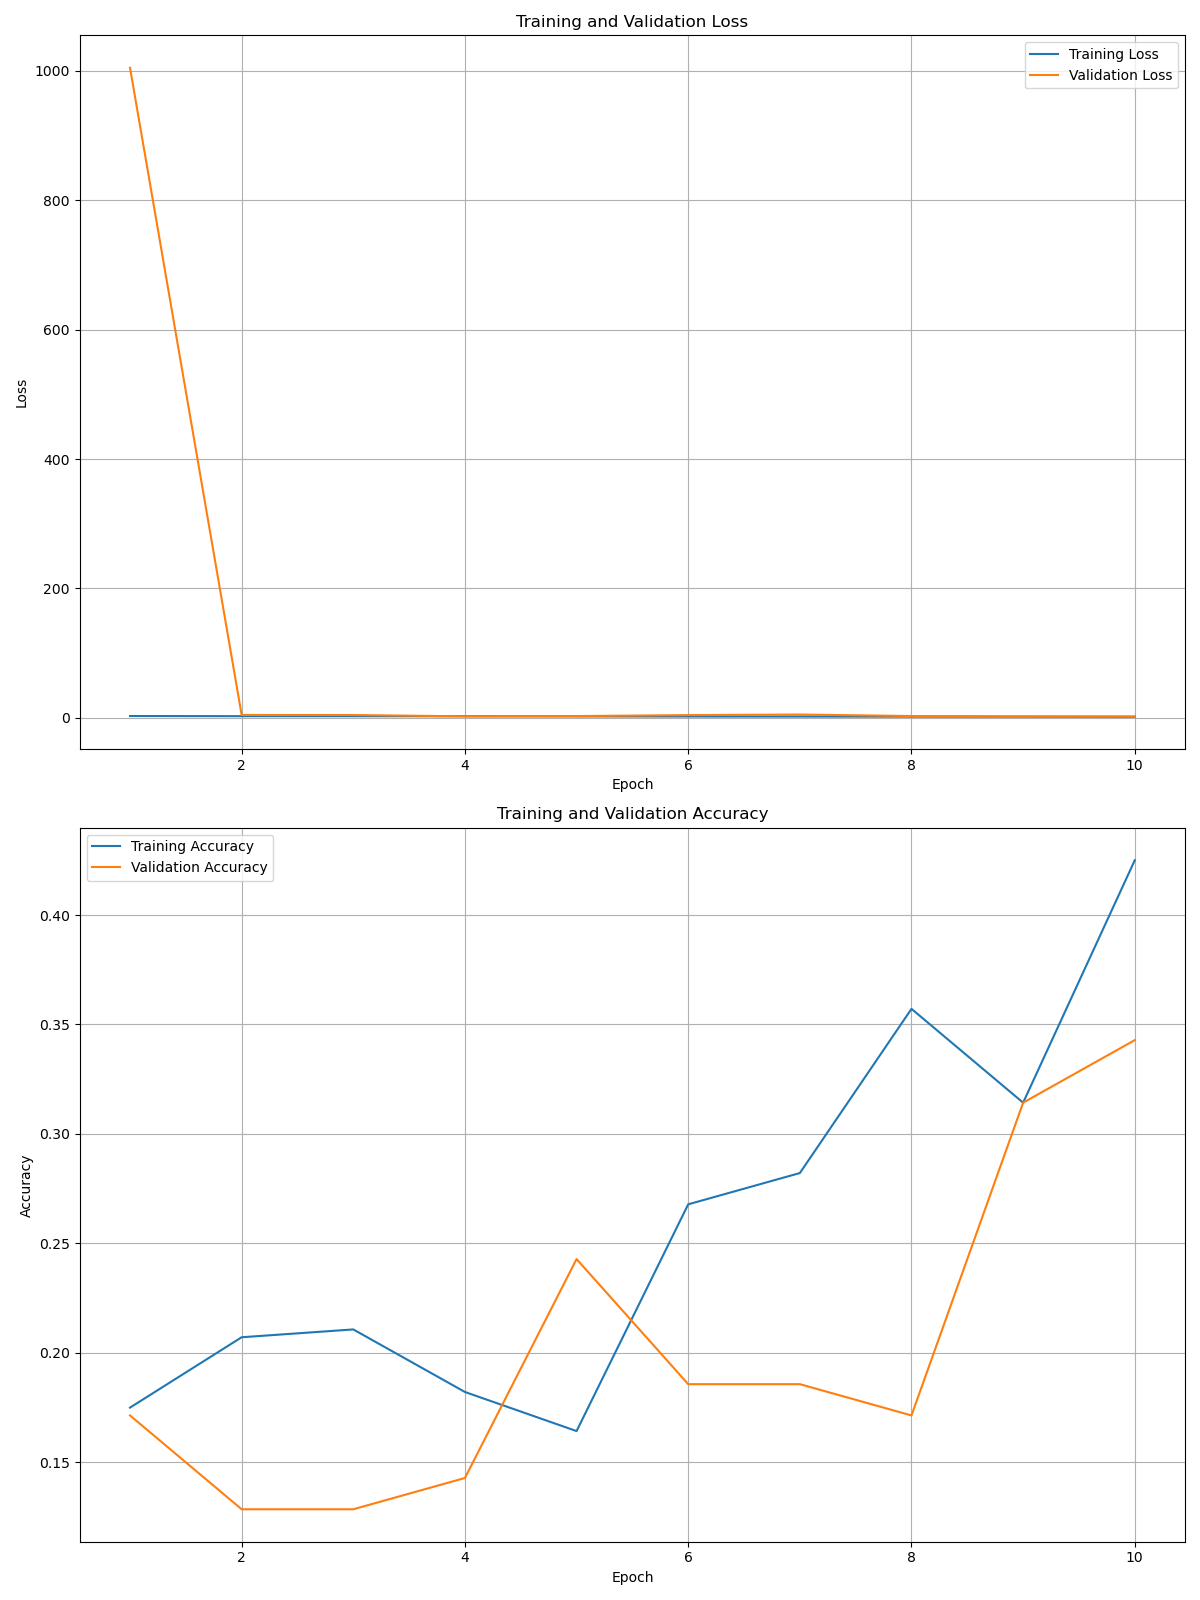 Training and Validation Loss
Training Loss
Validation Loss
1000
800
600
400
200
0
Loss
2 4 6 8 10
Epoch
Training and Validation Accuracy
Training Accuracy
Validation Accuracy
0.40
0.35
0.30
0.25
0.20
0.15
Accuracy
2 4 6 8 10
Epoch